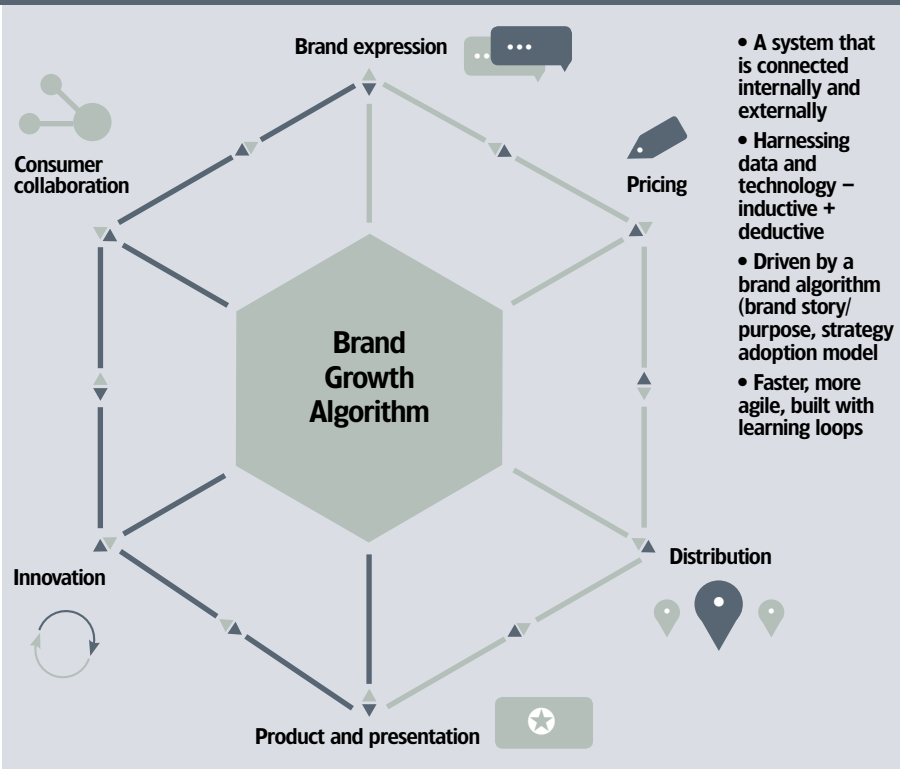 Brand expression
Consumer
collaboration
Pricing
Brand
Growth
Algorithm
Innovation
Distribution
Product and presentation
• A system that
is connected
internally and
externally
• Harnessing
data and
technology –
inductive +
deductive
• Driven by a
brand algorithm
(brand story/
purpose, strategy
adoption model
• Faster, more
agile, built with
learning loops